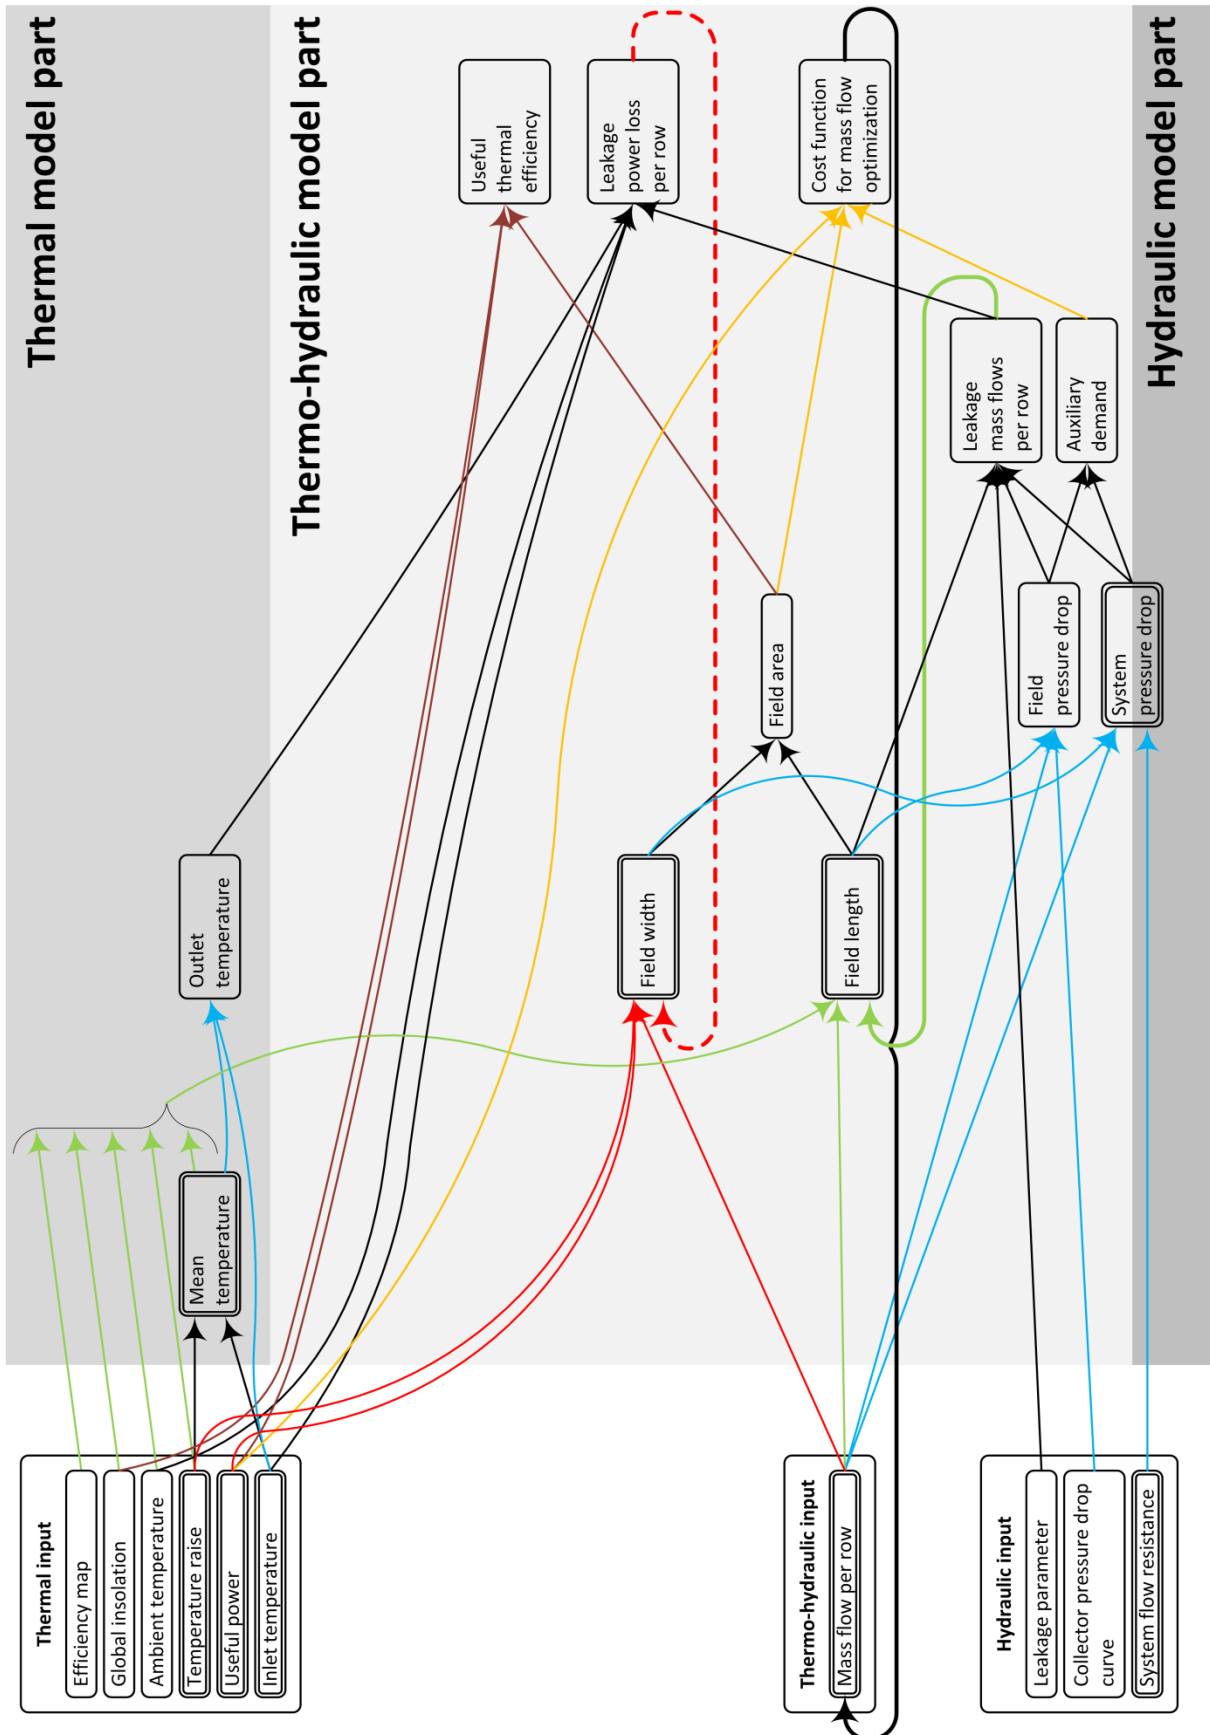 Thermal model part
Thermo-hydraulic model part
Hydraulic model part
Thermal input
Efficiency map
Global insolation
Ambient temperature
Temperature raise
Useful power
Inlet temperature
Thermo-hydraulic input
Mass flow per row
Hydraulic input
Leakage parameter
Collector pressure drop
curve
System flow resistance
Mean
temperature
Outlet
temperature
Field width
Field length
Field area
Field
pressure drop
System
pressure drop
Leakage
mass flows
per row
Auxiliary
demand
Useful
thermal
efficiency
Leakage
power loss
per row
Cost function
for mass flow
optimization